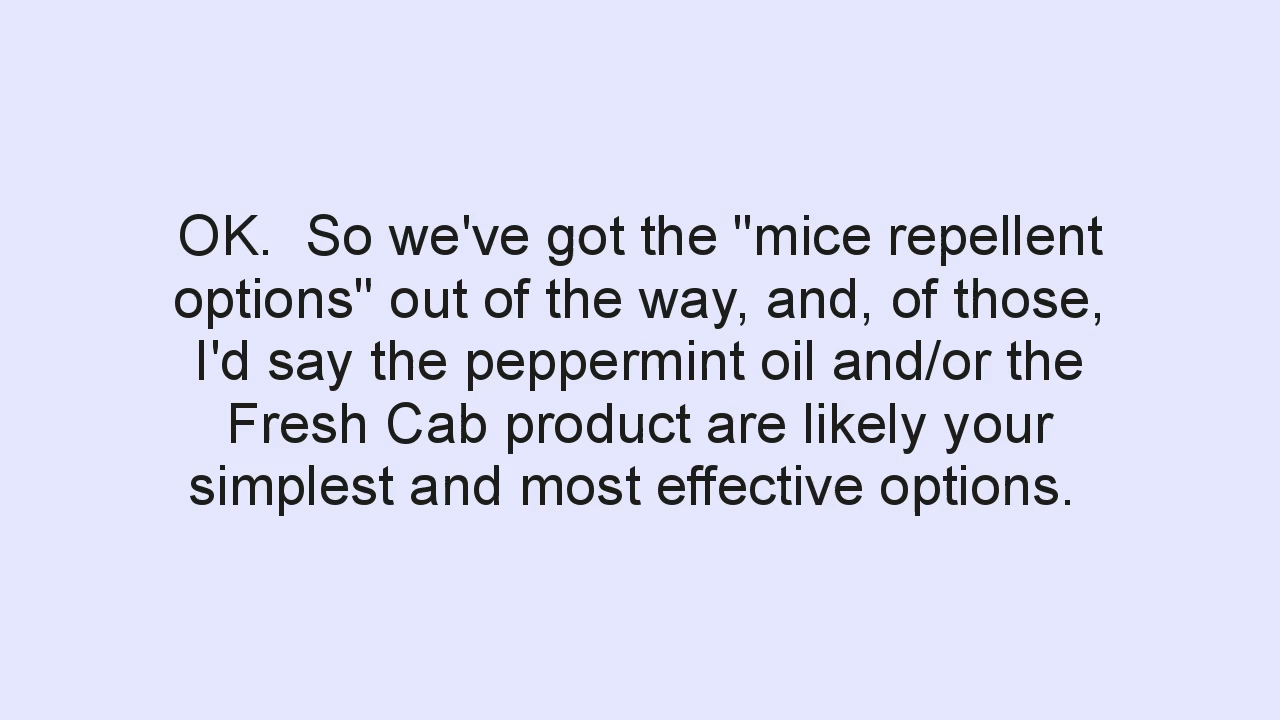 OK.  So we've got the "mice repellent
options" out of the way, and, of those,
I'd say the peppermint oil and/or the
Fresh Cab product are likely your
simplest and most effective options.